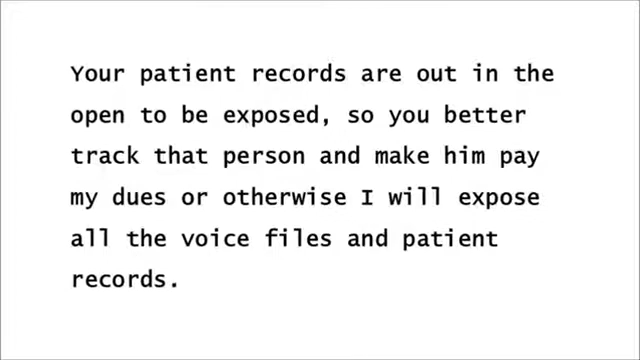 Your patient records are out in the
open to be exposed, so you better
track that person and make him pay
my dues or otherwise I will expose
all the voice files and patient
records.